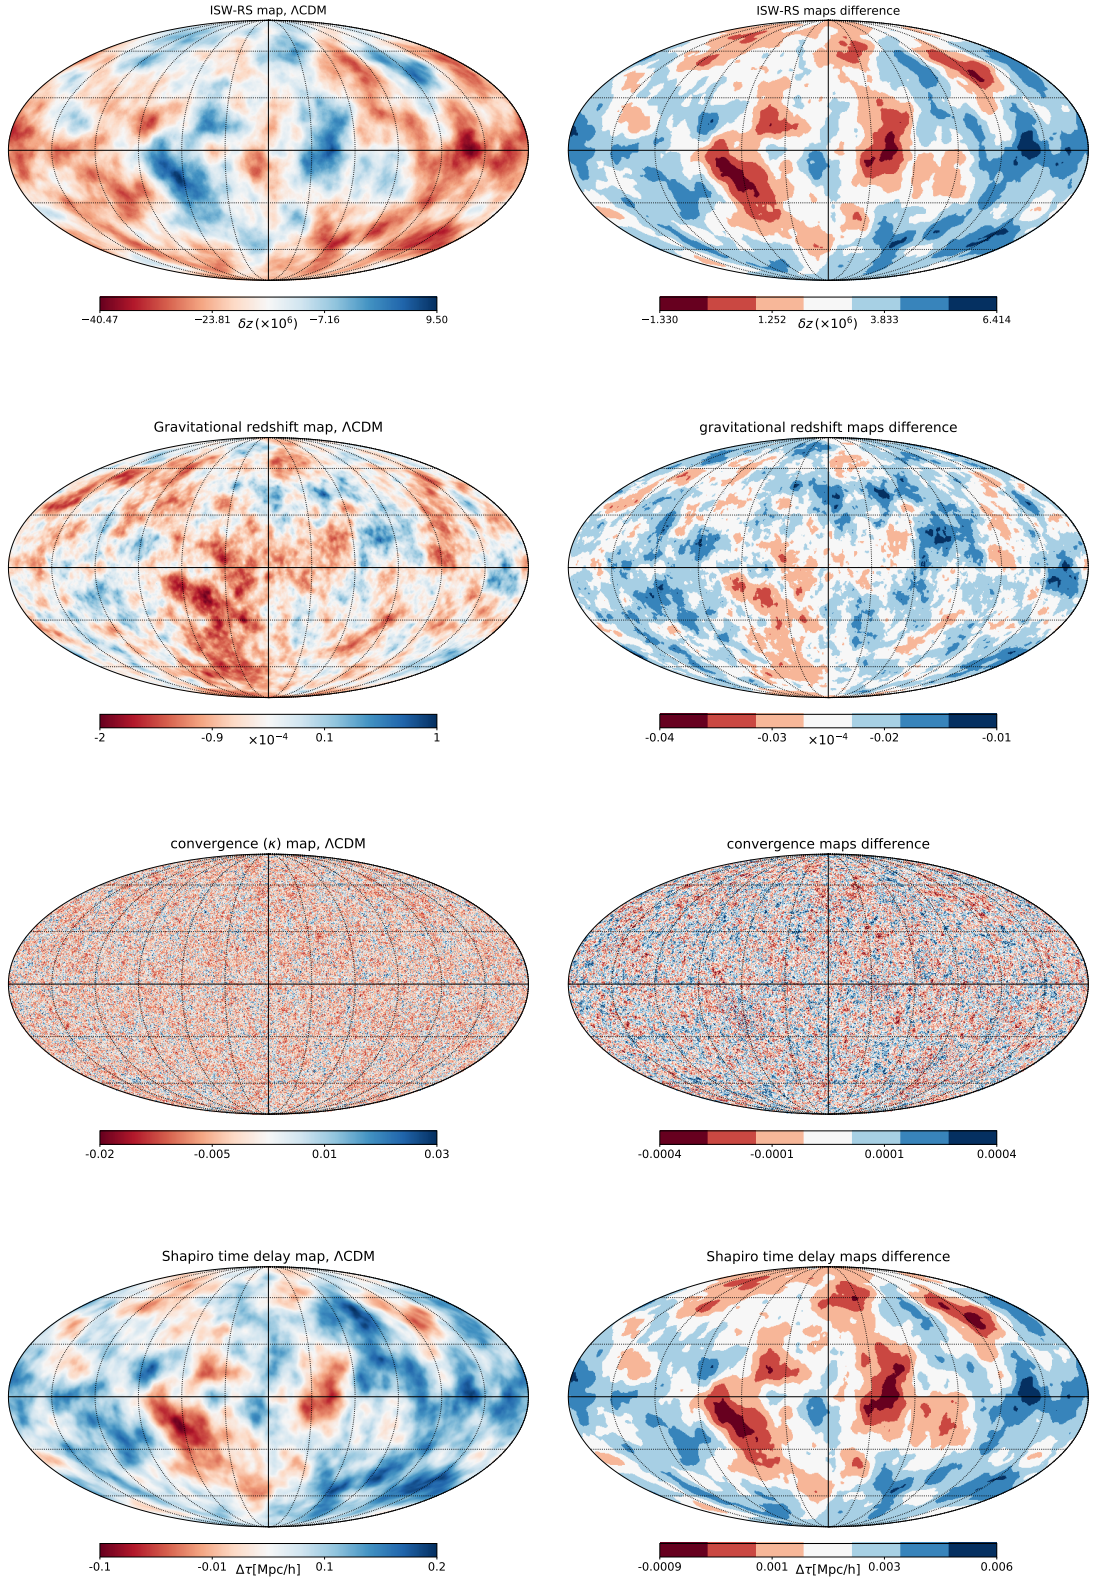 ISW-RS map, ΛCDM
ISW-RS maps difference
−40.47 −23.81 −7.16 9.50
δz (×10⁶)
−1.330 1.252 3.833 6.414
δz (×10⁶)
Gravitational redshift map, ΛCDM
gravitational redshift maps difference
-2 -0.9 ×10⁻⁴ 0.1 1
-0.04 -0.03 ×10⁻⁴ -0.02 -0.01
convergence (κ) map, ΛCDM
convergence maps difference
-0.02 -0.005 0.01 0.03
-0.0004 -0.0001 0.0001 0.0004
Shapiro time delay map, ΛCDM
Shapiro time delay maps difference
-0.1 -0.01 Δτ[Mpc/h] 0.1 0.2
-0.0009 0.001 Δτ[Mpc/h] 0.003 0.006